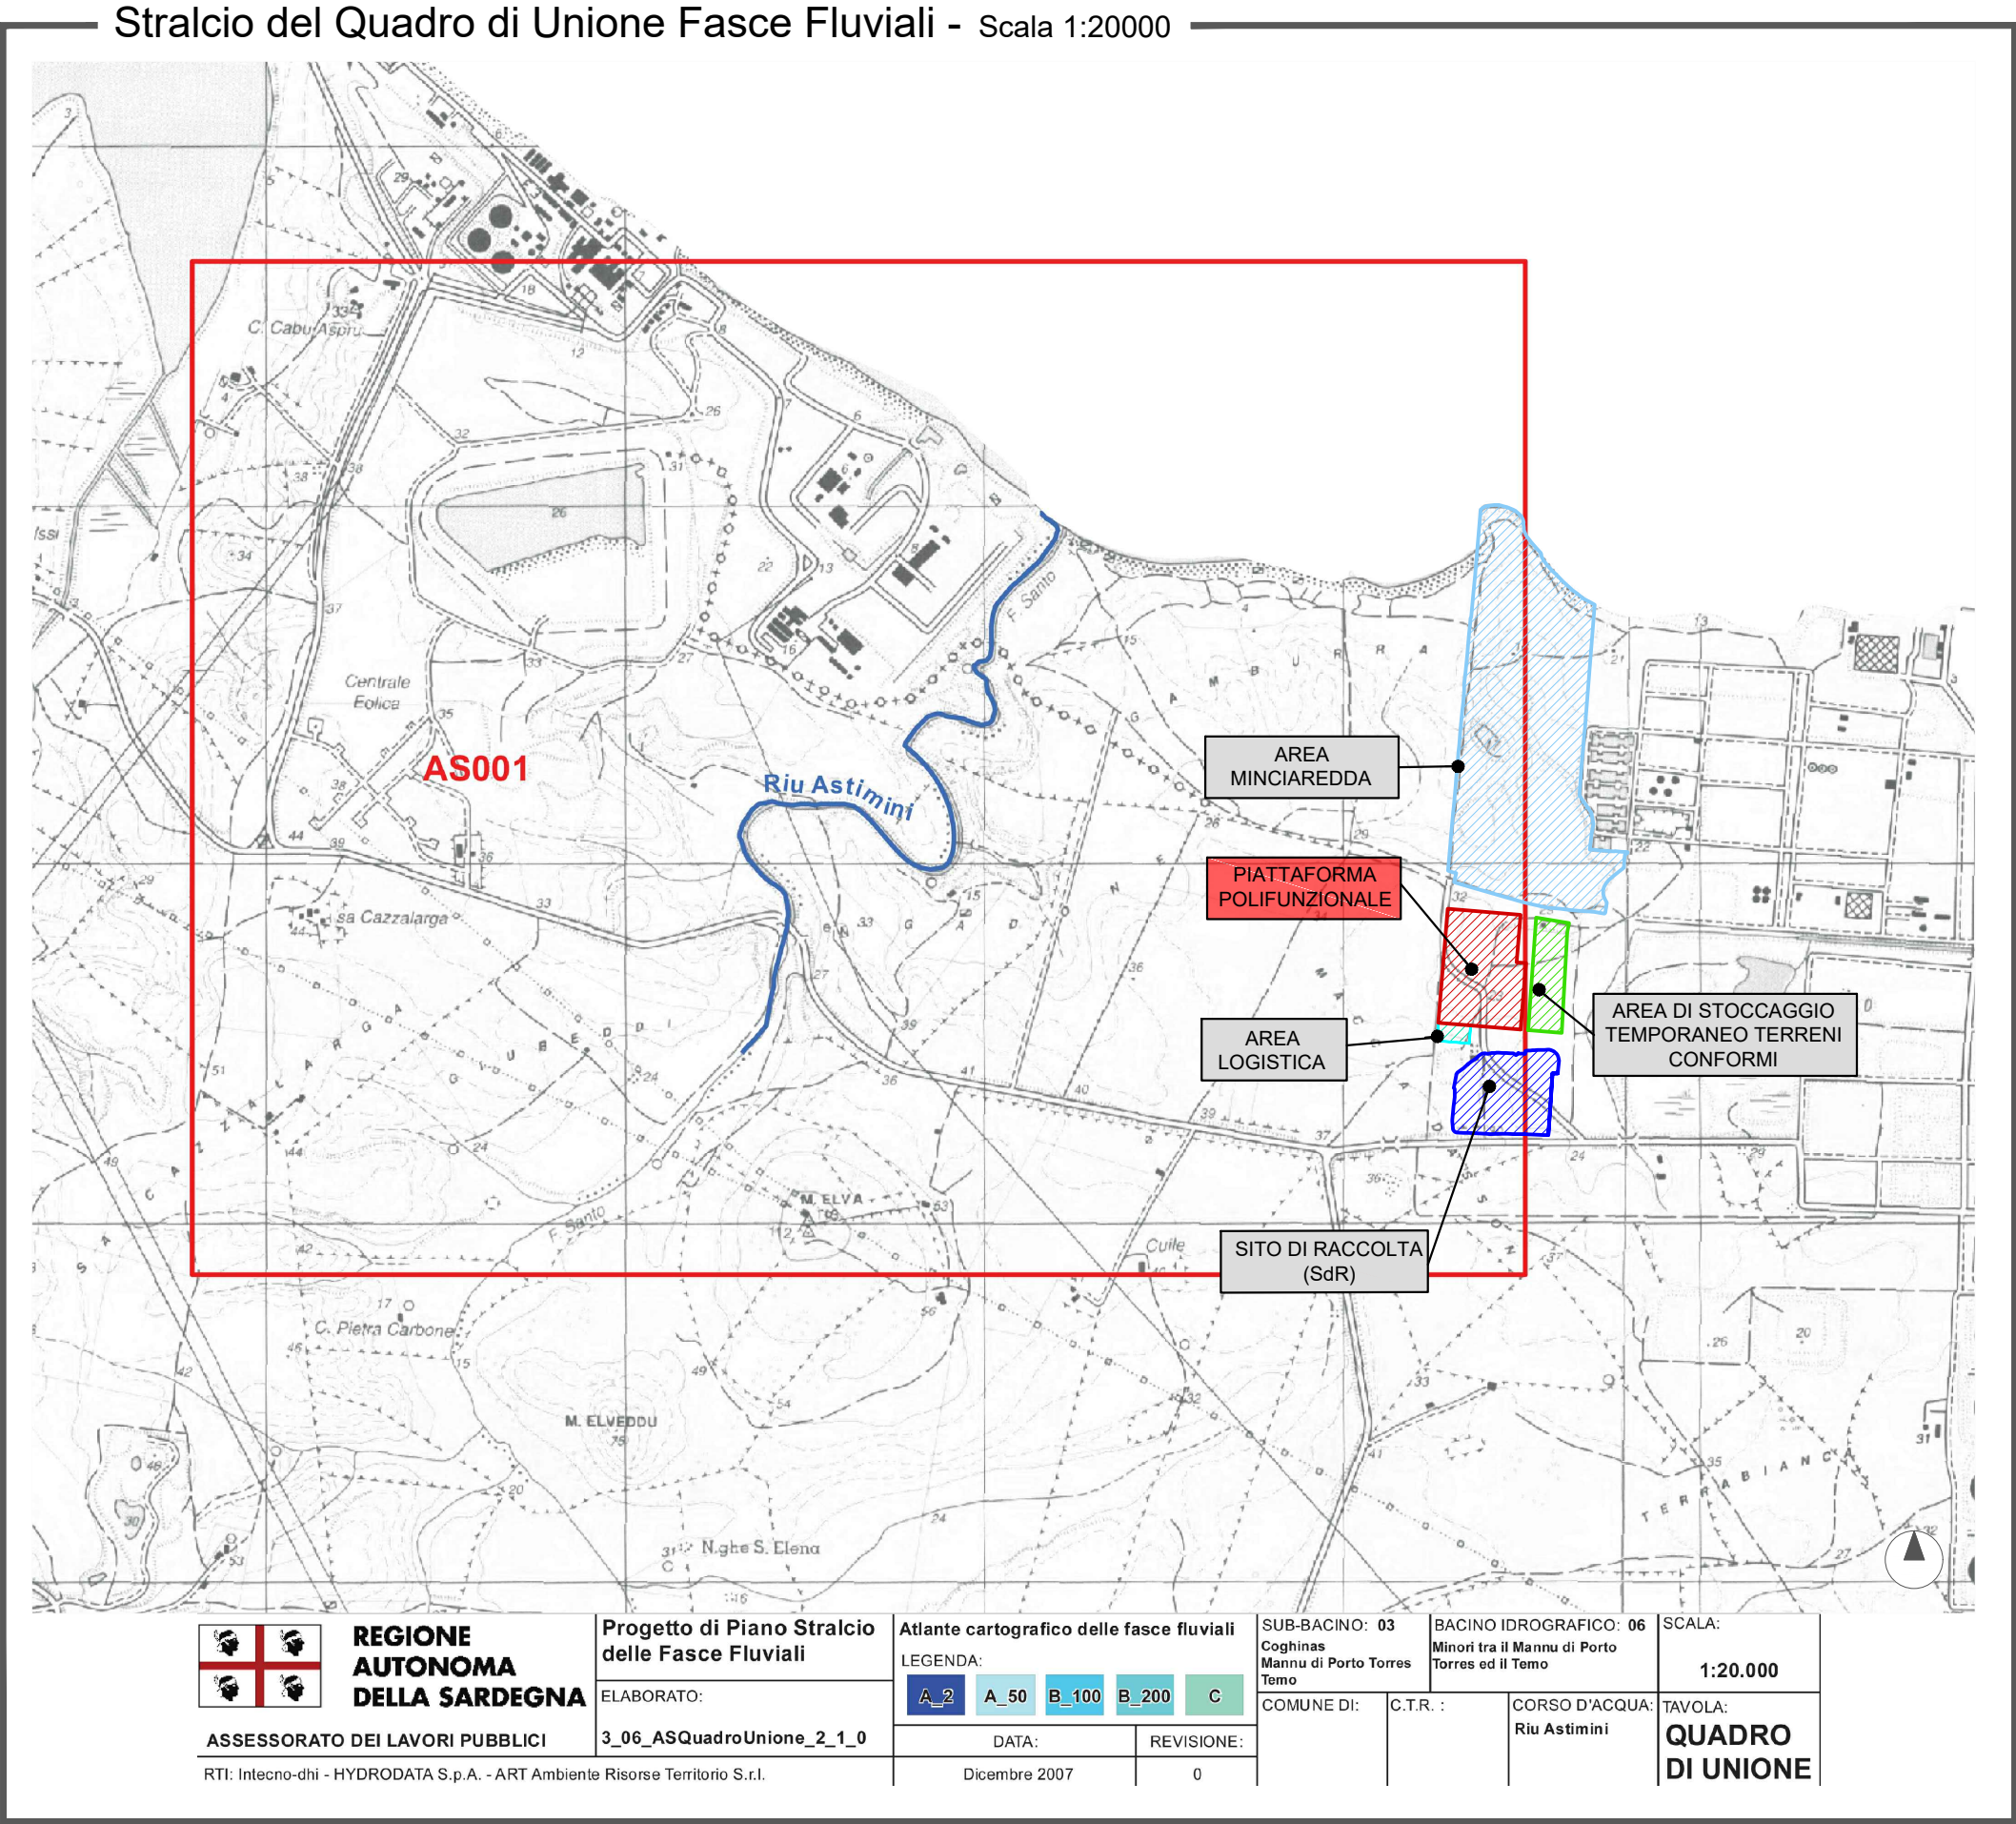 Stralcio del Quadro di Unione Fasce Fluviali - Scala 1:20000
C. Cabu Aspru
Centrale
Eolica
AS001
Riu Astimini
F. Santo
G A M B U R R A
AREA
MINCIAREDDA
PIATTAFORMA
POLIFUNZIONALE
AREA
LOGISTICA
AREA DI STOCCAGGIO
TEMPORANEO TERRENI
CONFORMI
SITO DI RACCOLTA
(SdR)
sa Cazzalarga
M. ELVA
F. Santo
Cuile
C. Pietra Carbone
M. ELVEDDU
75
N.ghe S. Elena
TERRABIANCA
REGIONE
AUTONOMA
DELLA SARDEGNA
ASSESSORATO DEI LAVORI PUBBLICI
RTI: Intecno-dhi - HYDRODATA S.p.A. - ART Ambiente Risorse Territorio S.r.l.
Progetto di Piano Stralcio
delle Fasce Fluviali
ELABORATO:
3_06_ASQuadroUnione_2_1_0
Atlante cartografico delle fasce fluviali
LEGENDA:
A_2 A_50 B_100 B_200 C
DATA:
Dicembre 2007
REVISIONE:
0
SUB-BACINO: 03
Coghinas
Mannu di Porto Torres
Temo
BACINO IDROGRAFICO: 06
Minori tra il Mannu di Porto
Torres ed il Temo
SCALA:
1:20.000
COMUNE DI:
C.T.R. :
CORSO D'ACQUA:
Riu Astimini
TAVOLA:
QUADRO
DI UNIONE